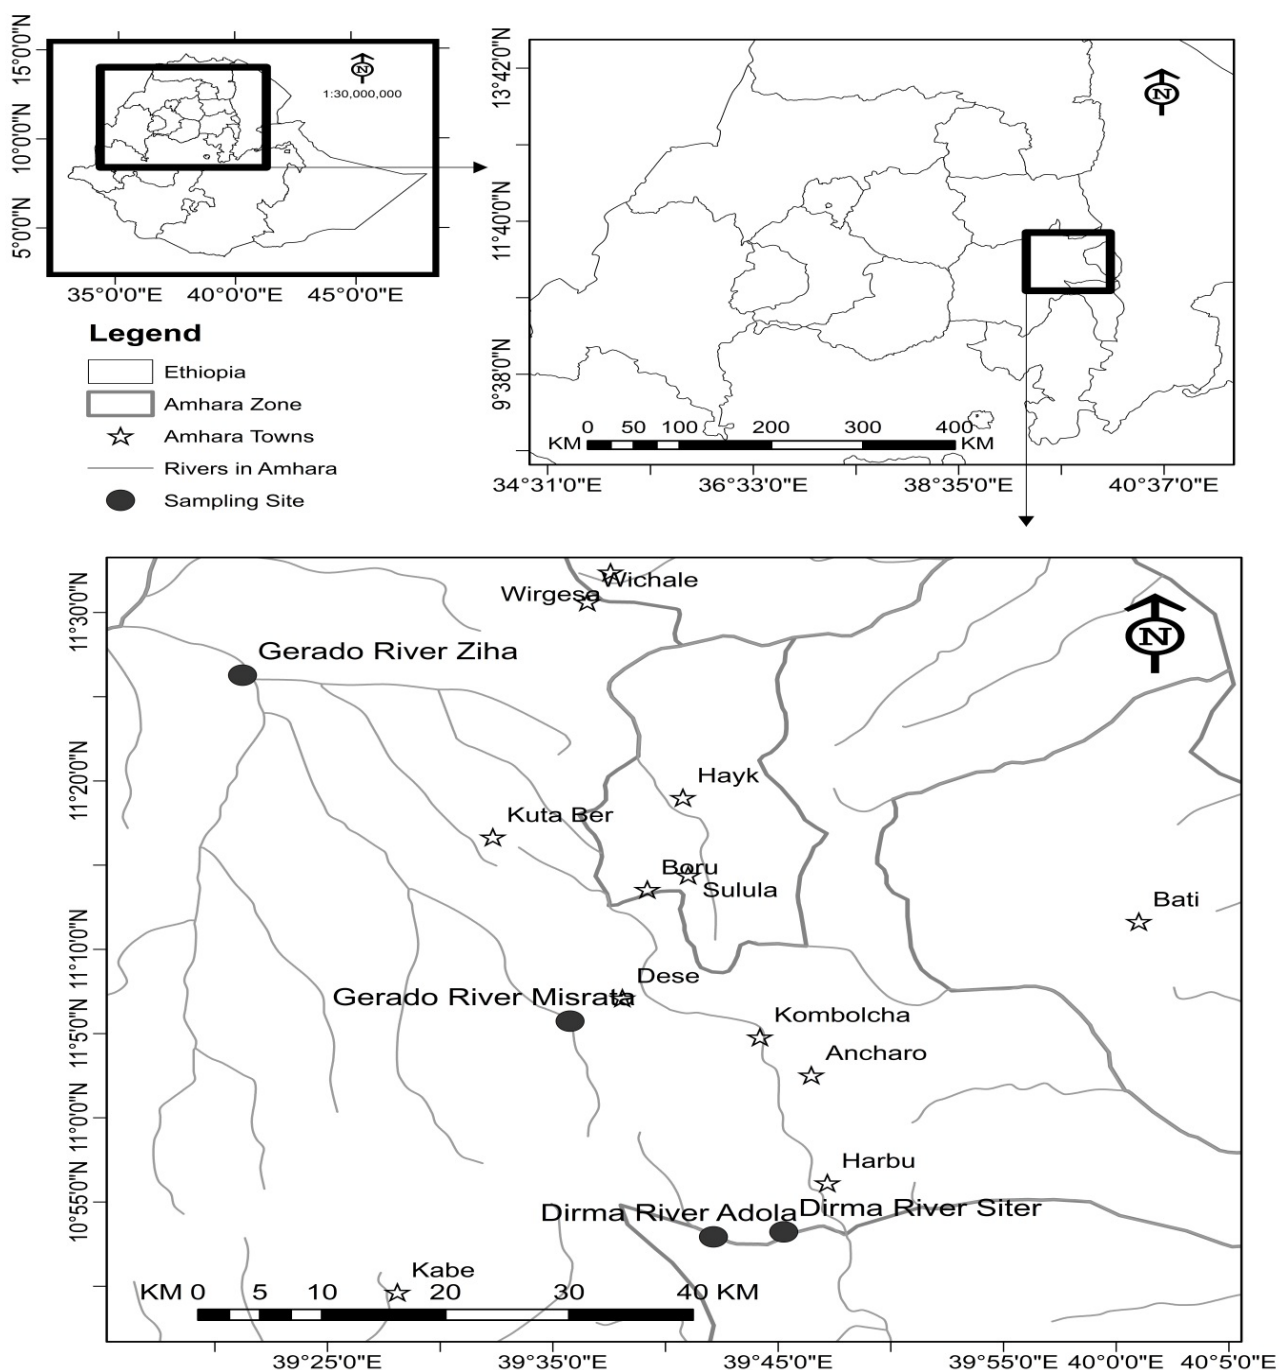 15°0'0"N
10°0'0"N
5°0'0"N
N
1:30,000,000
35°0'0"E 40°0'0"E 45°0'0"E
Legend
Ethiopia
Amhara Zone
Amhara Towns
Rivers in Amhara
Sampling Site
13°42'0"N
11°40'0"N
9°38'0"N
N
0 50 100 200 300 400
KM KM
34°31'0"E 36°33'0"E 38°35'0"E 40°37'0"E
11°30'0"N
11°20'0"N
11°10'0"N
11°5'0"N
11°0'0"N
10°55'0"N
Wichale
Wirgesa
N
Gerado River Ziha
Hayk
Kuta Ber
Boru
Sulula
Bati
Dese
Gerado River Misrata
Kombolcha
Ancharo
Harbu
Dirma River Adola
Dirma River Siter
Kabe
KM 0 5 10 20 30 40 KM
39°25'0"E 39°35'0"E 39°45'0"E 39°55'0"E 40°0'0"E 40°5'0"E